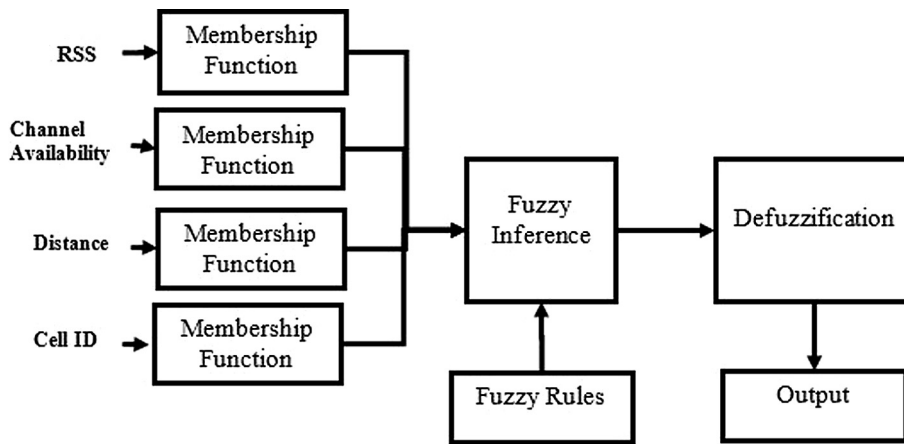 RSS
Membership
Function
Channel
Availability
Membership
Function
Distance
Membership
Function
Cell ID
Membership
Function
Fuzzy
Inference
Defuzzification
Fuzzy Rules
Output